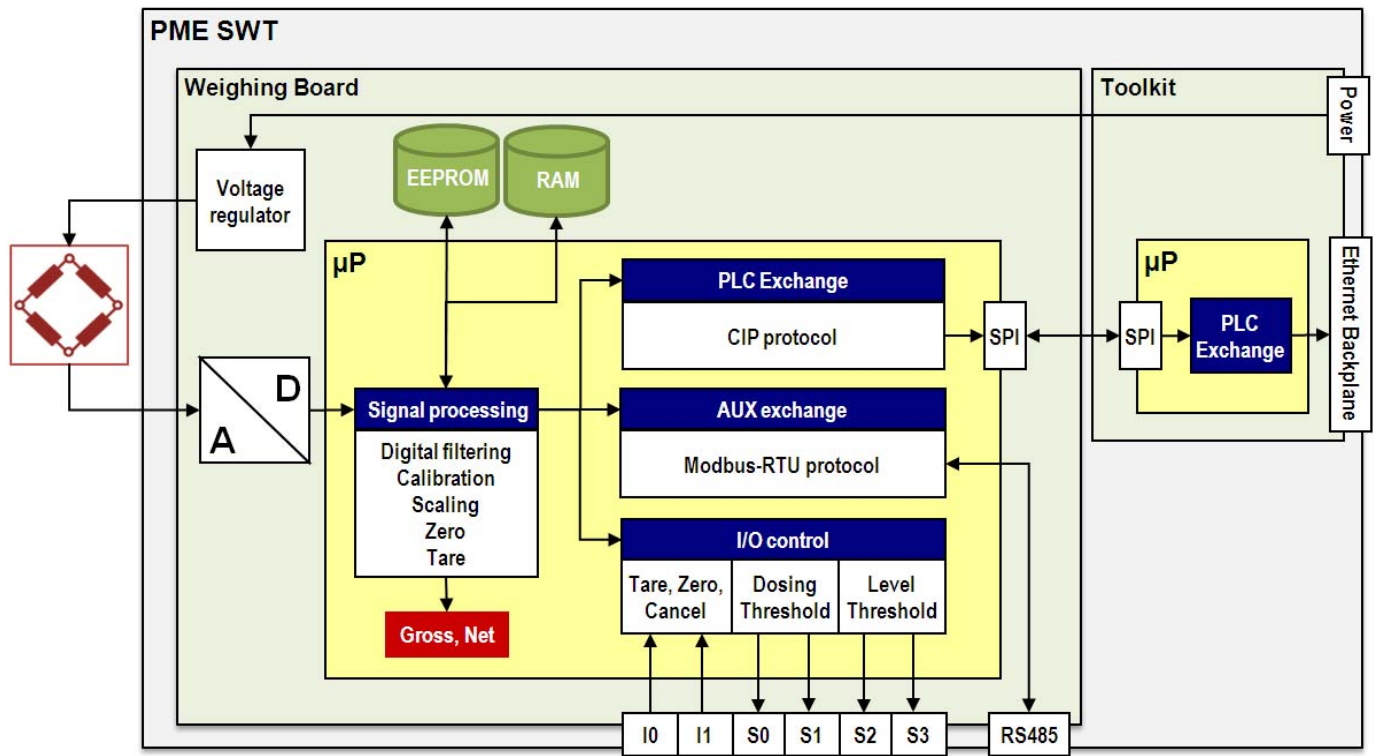 PME SWT
Weighing Board
Toolkit
Power
Voltage
regulator
EEPROM
RAM
µP
PLC Exchange
CIP protocol
SPI
SPI
µP
PLC
Exchange
Ethernet Backplane
A
D
Signal processing
Digital filtering
Calibration
Scaling
Zero
Tare
Gross, Net
AUX exchange
Modbus-RTU protocol
I/O control
Tare, Zero,
Cancel
Dosing
Threshold
Level
Threshold
I0
I1
S0
S1
S2
S3
RS485